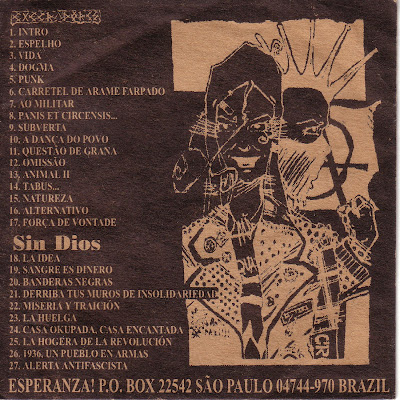 1. INTRO
2. ESPELHO
3. VIDA
4. DOGMA
5. PUNK
6. CARRETEL DE ARAME FARPADO
7. AO MILITAR
8. PANIS ET CIRCENSIS...
9. SUBVERTA
10. A DANÇA DO POVO
11. QUESTÃO DE GRANA
12. OMISSÃO
13. ANIMAL II
14. TABUS...
15. NATUREZA
16. ALTERNATIVO
17. FORÇA DE VONTADE
Sin Dios
18. LA IDEA
19. SANGRE ES DINERO
20. BANDERAS NEGRAS
21. DERRIBA TUS MUROS DE INSOLIDARIEDAD
22. MISERIA Y TRAICIÓN
23. LA HUELGA
24. CASA OKUPADA, CASA ENCANTADA
25. LA HOGERA DE LA REVOLUCIÓN
26. 1936, UN PUEBLO EN ARMAS
27. ALERTA ANTIFASCISTA
ESPERANZA! P.O. BOX 22542 SÃO PAULO 04744-970 BRAZIL